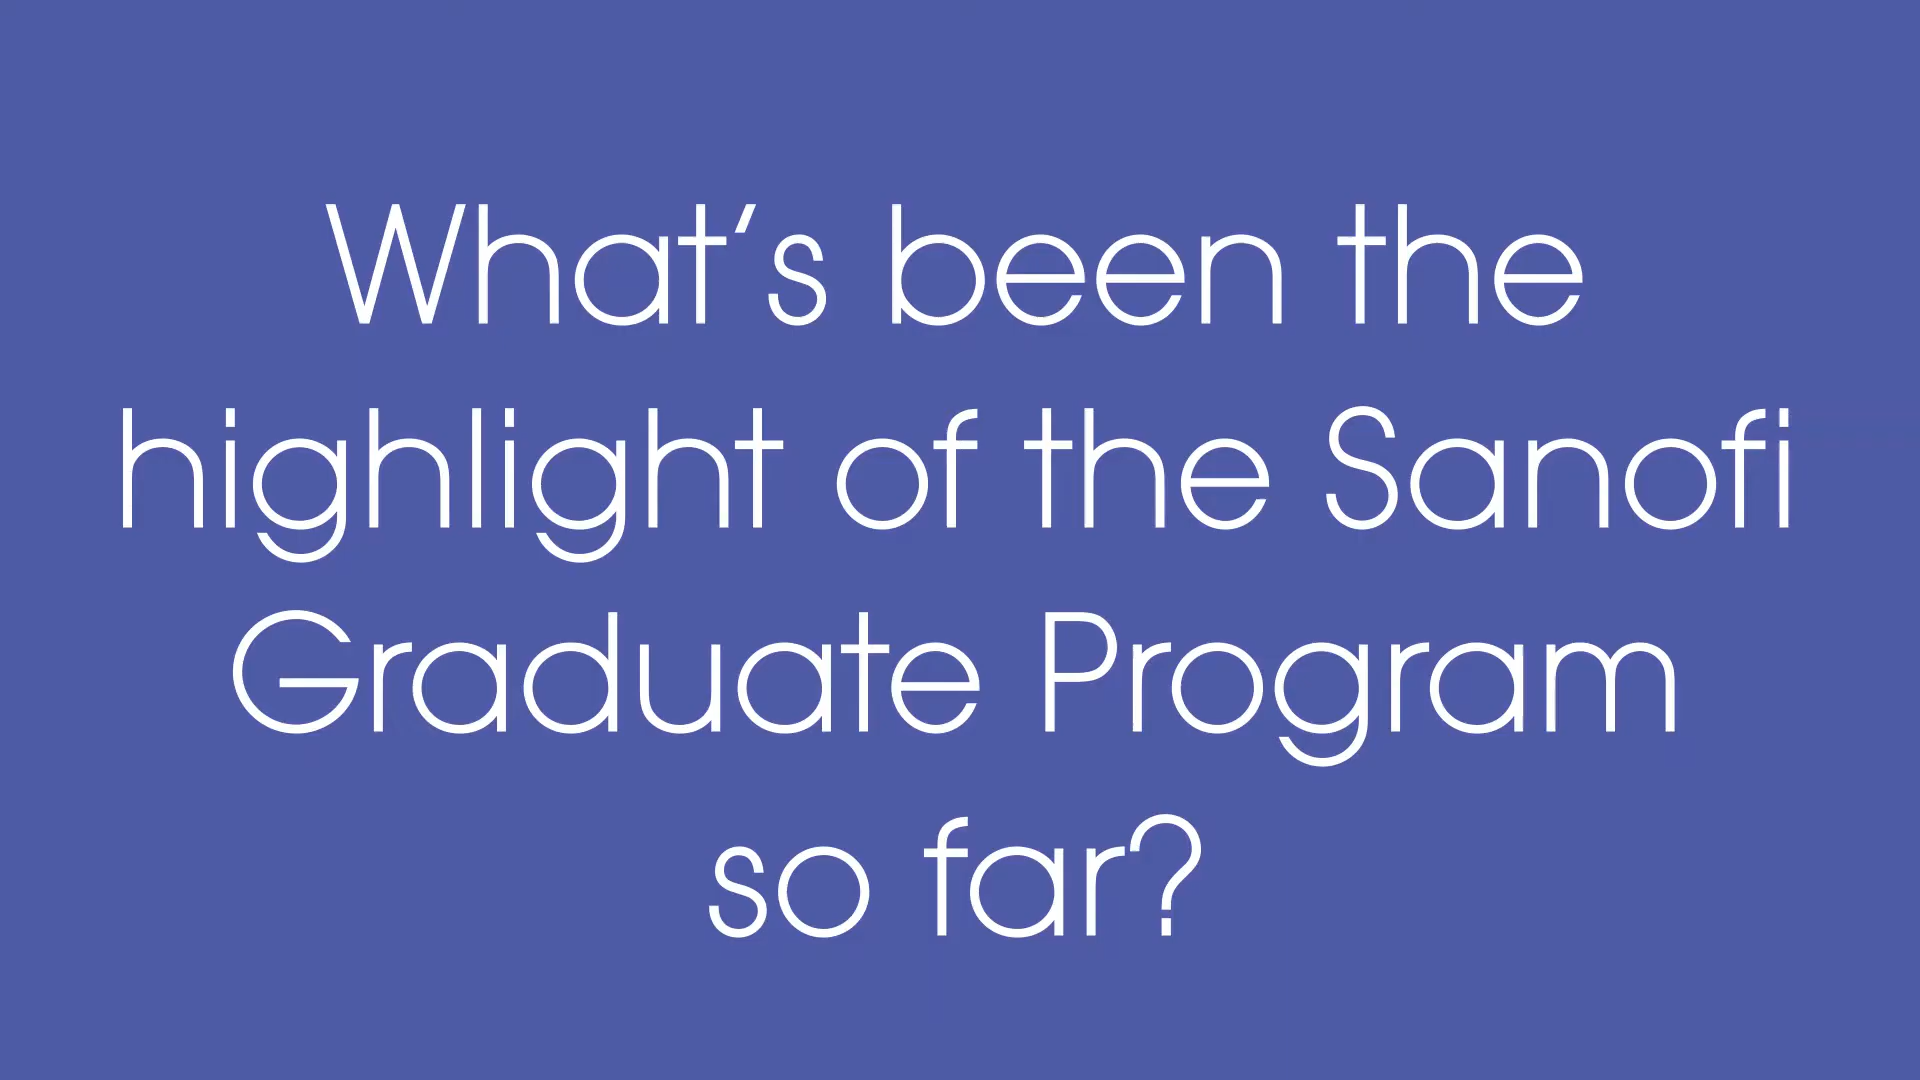 What's been the
highlight of the Sanofi
Graduate Program
so far?